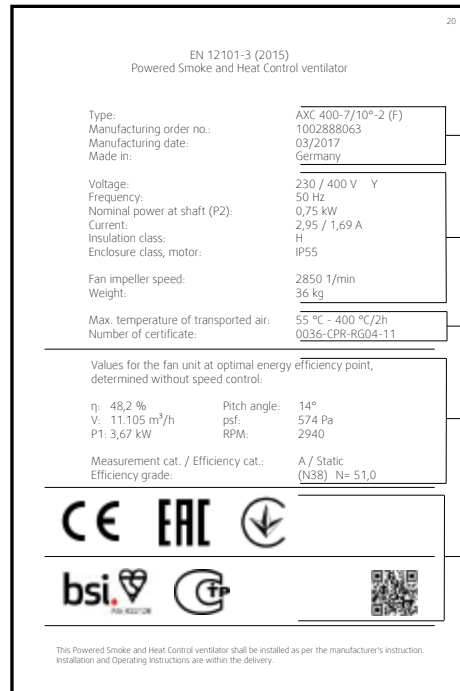 20
EN 12101-3 (2015)
Powered Smoke and Heat Control ventilator
Type: AXC 400-7/10°-2 (F)
Manufacturing order no.: 1002888063
Manufacturing date: 03/2017
Made in: Germany
Voltage: 230 / 400 V Y
Frequency: 50 Hz
Nominal power at shaft (P2): 0,75 kW
Current: 2,95 / 1,69 A
Insulation class: H
Enclosure class, motor: IP55
Fan impeller speed: 2850 1/min
Weight: 36 kg
Max. temperature of transported air: 55 °C - 400 °C/2h
Number of certificate: 0036-CPR-RG04-11
Values for the fan unit at optimal energy efficiency point,
determined without speed control:
η: 48,2 % Pitch angle: 14°
V: 11.105 m³/h psf: 574 Pa
P1: 3,67 kW RPM: 2940
Measurement cat. / Efficiency cat.: A / Static
Efficiency grade: (N38) N= 51,0
CE EAC
bsi.
This Powered Smoke and Heat Control ventilator shall be installed as per the manufacturer's instruction.
Installation and Operating Instructions are within the delivery.